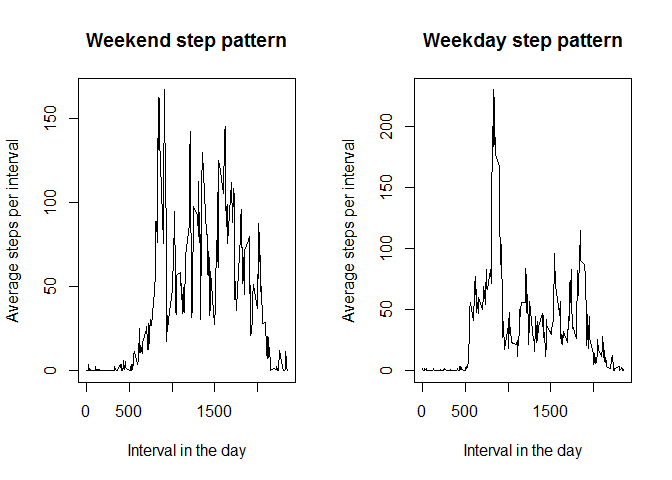 Weekend step pattern
Average steps per interval
150
100
50
0
0 500 1500
Interval in the day
Weekday step pattern
Average steps per interval
200
150
100
50
0
0 500 1500
Interval in the day